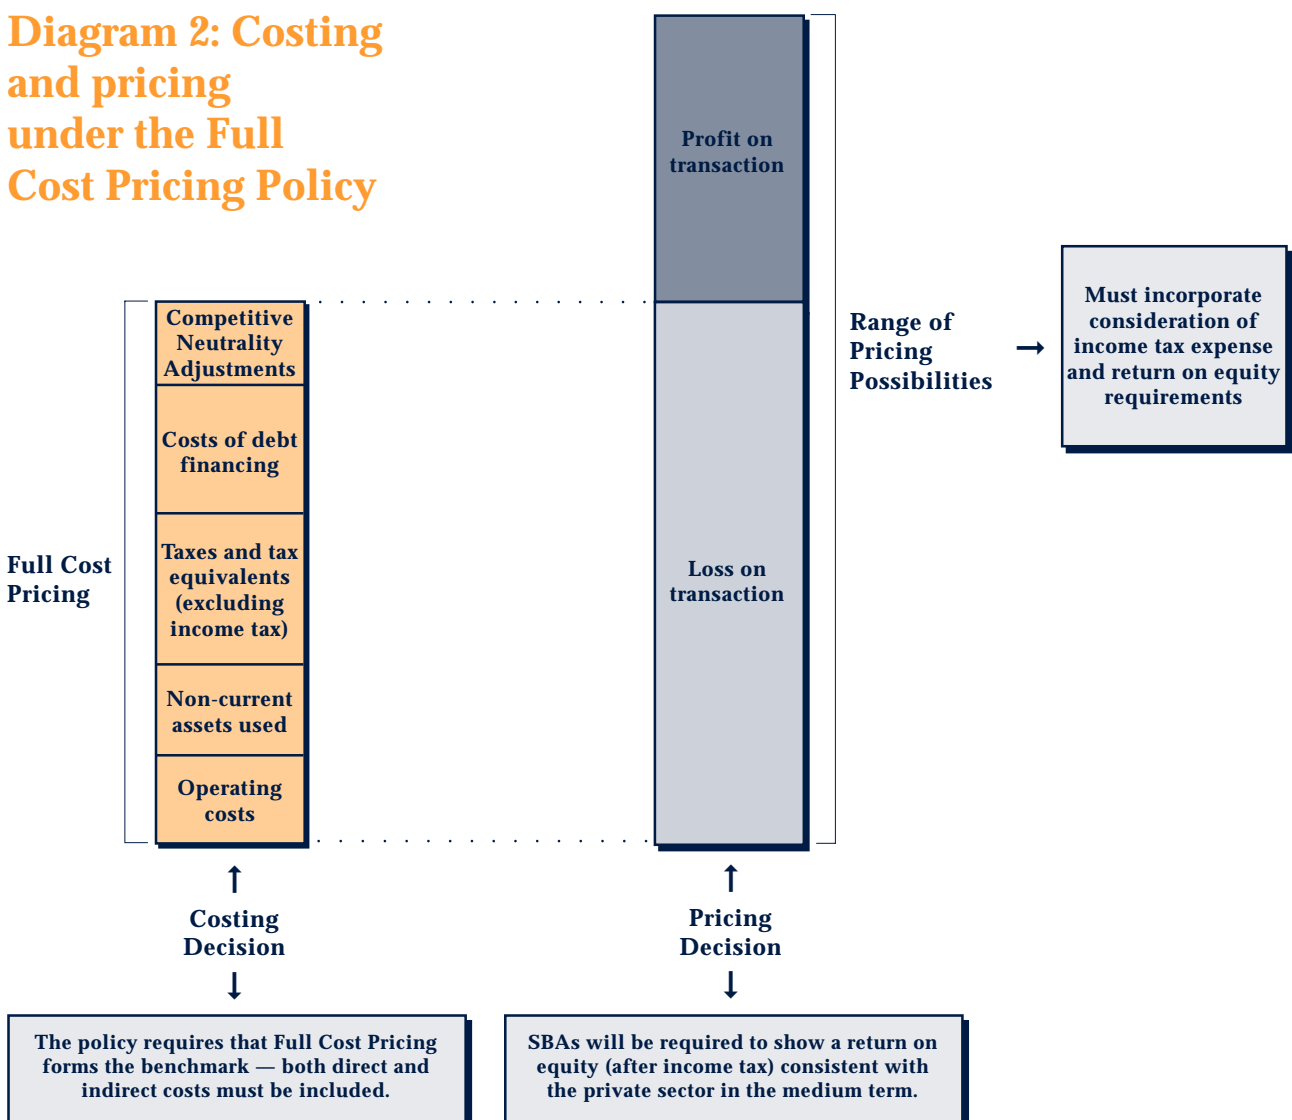 Diagram 2: Costing
and pricing
under the Full
Cost Pricing Policy
Profit on
transaction
Competitive
Neutrality
Adjustments
Range of
Pricing
Possibilities
Must incorporate
consideration of
income tax expense
and return on equity
requirements
Costs of debt
financing
Full Cost
Pricing
Taxes and tax
equivalents
(excluding
income tax)
Loss on
transaction
Non-current
assets used
Operating
costs
Costing
Decision
Pricing
Decision
The policy requires that Full Cost Pricing
forms the benchmark — both direct and
indirect costs must be included.
SBAs will be required to show a return on
equity (after income tax) consistent with
the private sector in the medium term.